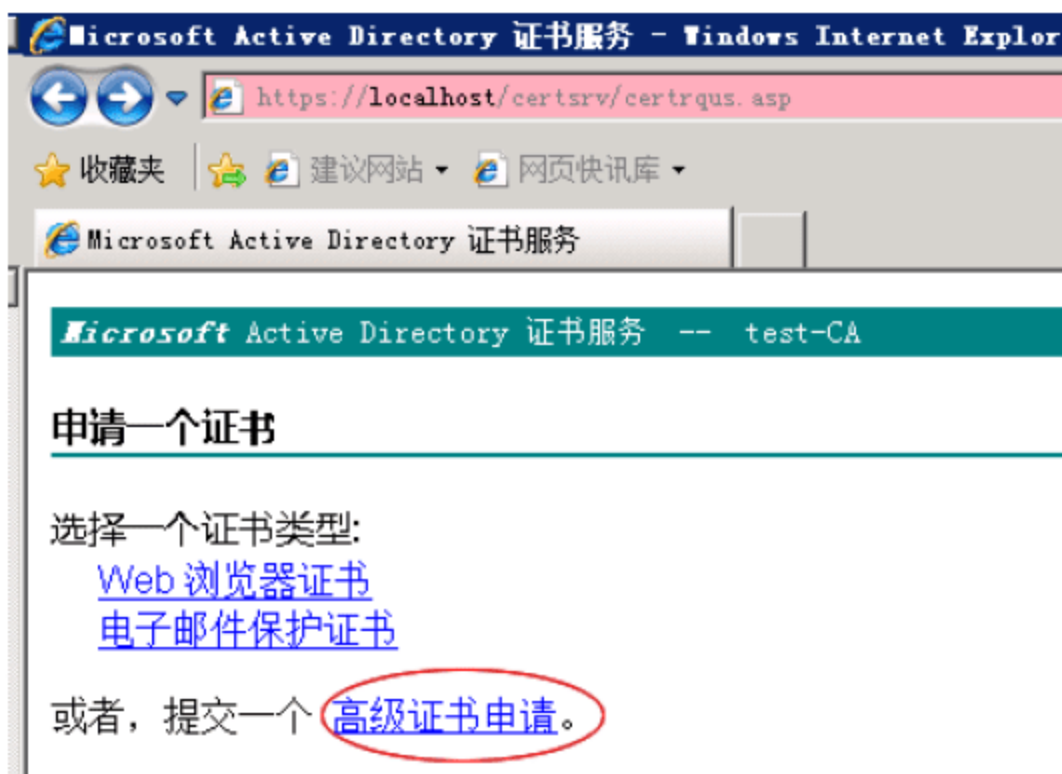 Microsoft Active Directory 证书服务 - Windows Internet Explor
https://localhost/certsrv/certrqus.asp
收藏夹 建议网站 网页快讯库
Microsoft Active Directory 证书服务
Microsoft Active Directory 证书服务 -- test-CA
申请一个证书
选择一个证书类型:
Web 浏览器证书
电子邮件保护证书
或者，提交一个 高级证书申请。